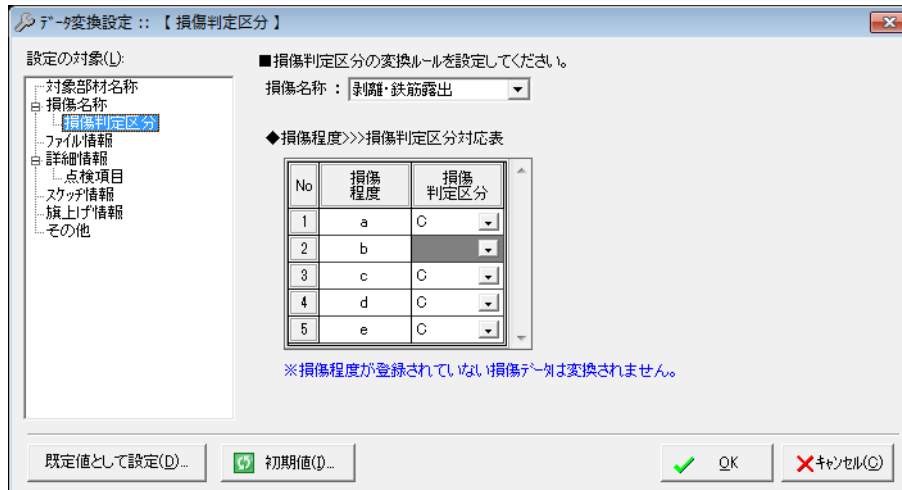 データ変換設定 :: 【 損傷判定区分 】
設定の対象(L):
対象部材名称
損傷名称
損傷判定区分
ファイル情報
詳細情報
点検項目
スケッチ情報
旗上げ情報
その他
■損傷判定区分の変換ルールを設定してください。
損傷名称 : 剥離・鉄筋露出
◆損傷程度>>>損傷判定区分対応表
No 損傷程度 損傷判定区分
1 a C
2 b
3 c C
4 d C
5 e C
※損傷程度が登録されていない損傷データは変換されません。
既定値として設定(D)...
初期値(I)...
OK
キャンセル(C)